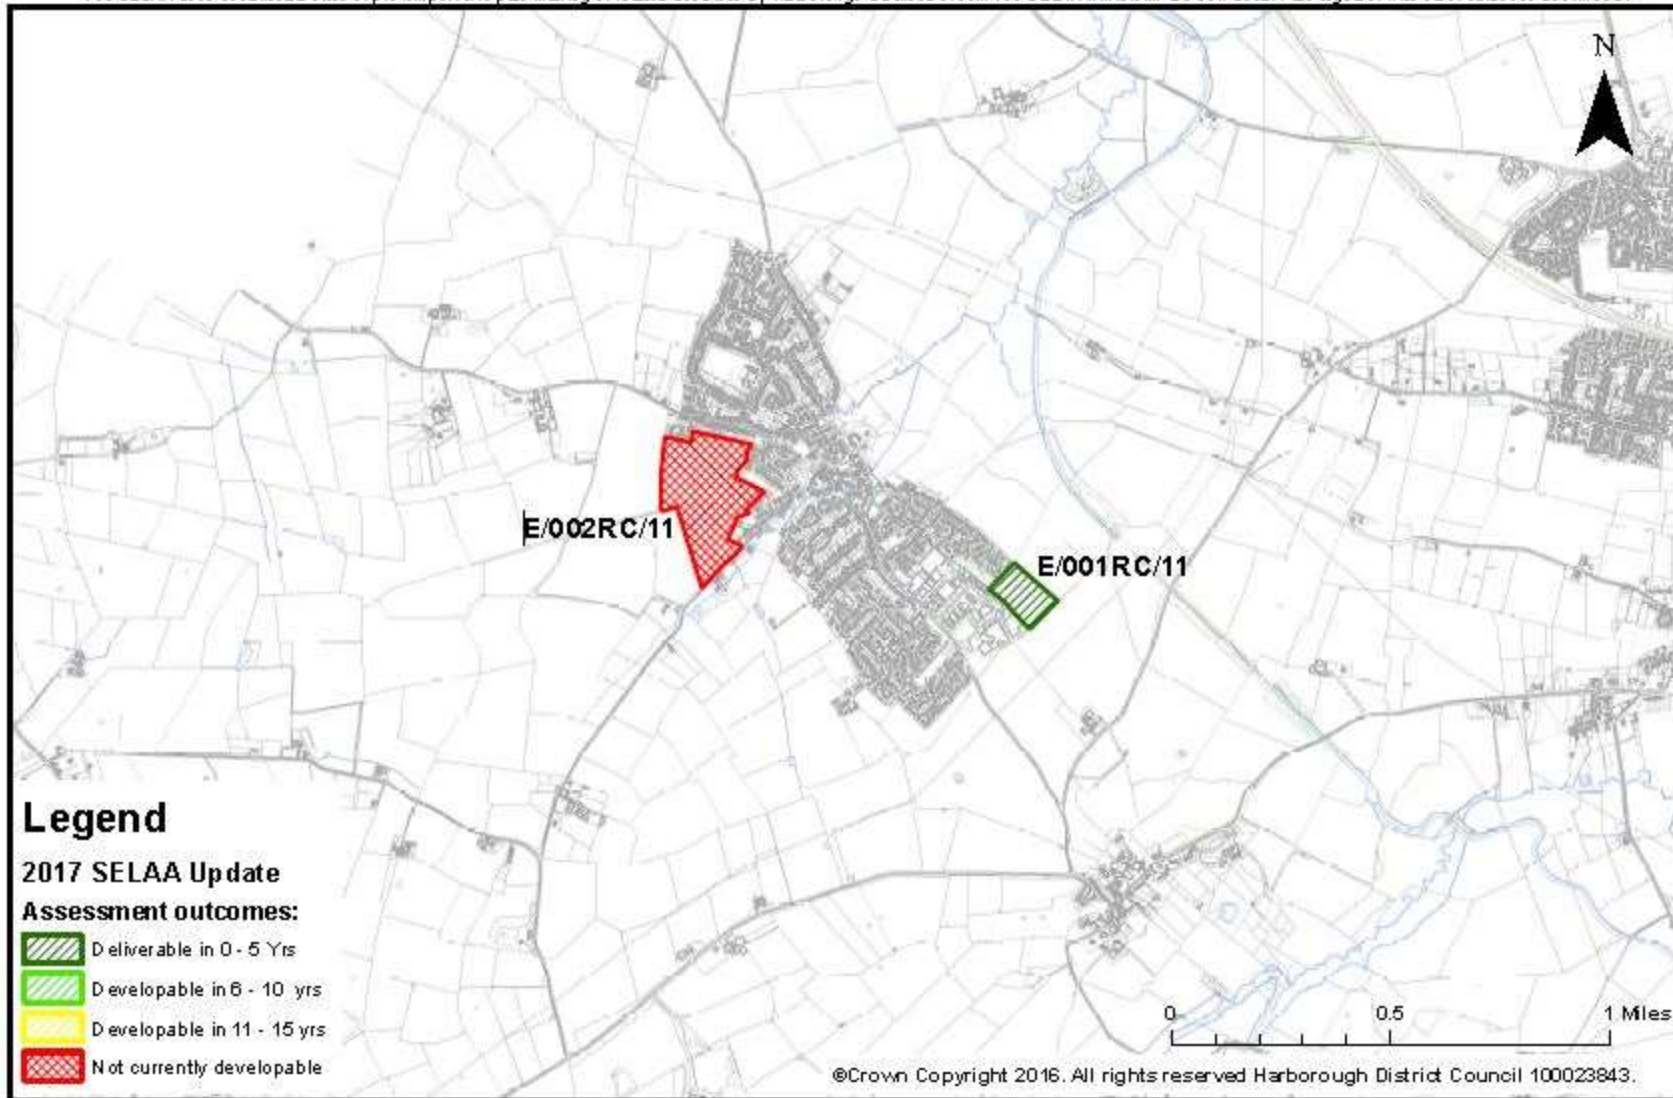 N
E/002RC/11
E/001RC/11
Legend
2017 SELAA Update
Assessment outcomes:
Deliverable in 0 - 5 Yrs
Developable in 6 - 10 yrs
Developable in 11 - 15 yrs
Not currently developable
0 0.5 1 Miles
©Crown Copyright 2016. All rights reserved Harborough District Council 100023843.